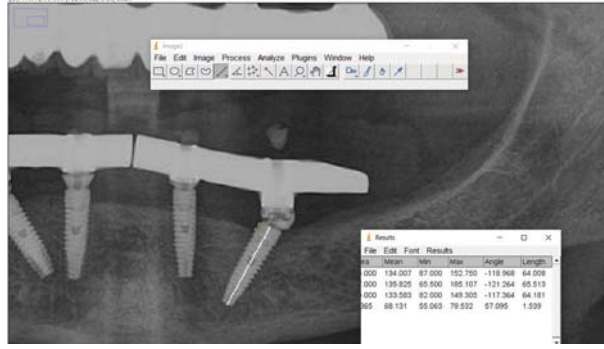 ImageJ
File Edit Image Process Analyze Plugins Window Help
Results
File Edit Font Results
ea Mean Min Max Angle Length
.000 134.007 87.000 152.750 -118.968 64.008
.000 135.825 65.500 185.107 -121.264 65.513
.000 133.583 82.000 149.305 -117.364 64.181
065 68.131 55.063 79.532 57.095 1.539